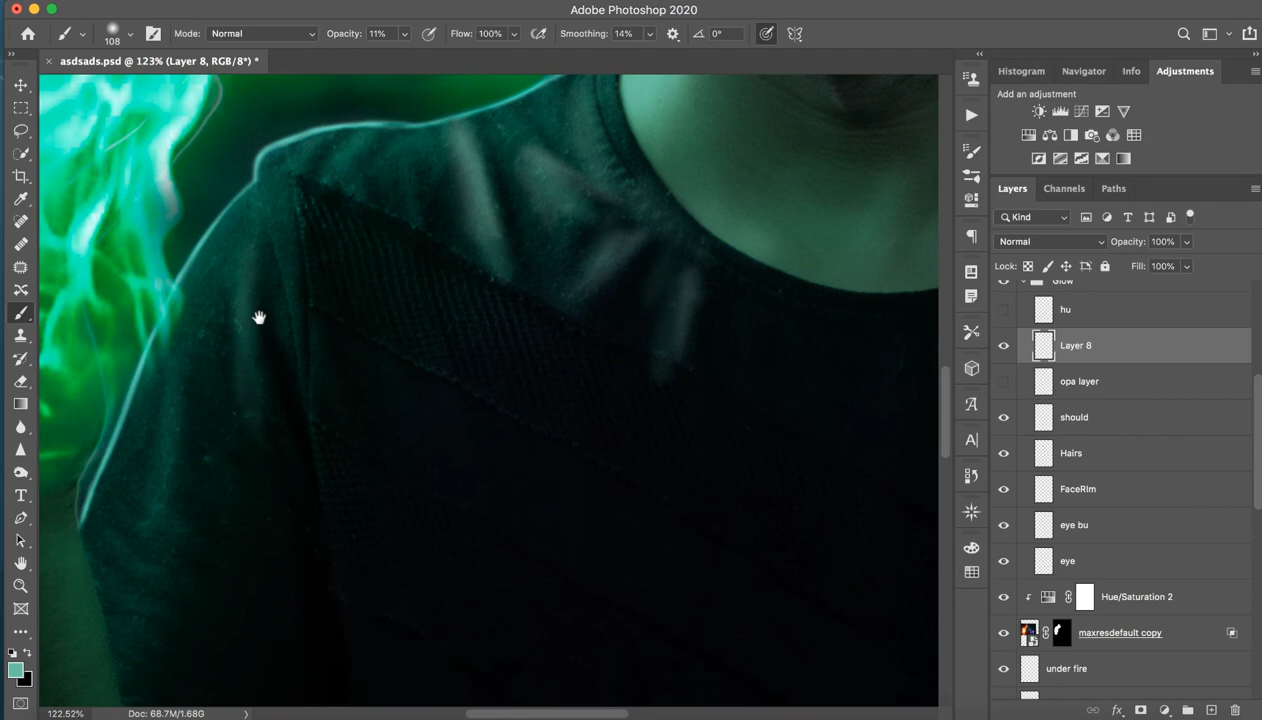 Adobe Photoshop 2020
108
Mode: Normal
Opacity: 11%
Flow: 100%
Smoothing: 14%
0°
asdsads.psd @ 123% (Layer 8, RGB/8*) *
Histogram Navigator Info Adjustments
Add an adjustment
Layers Channels Paths
Kind
Normal Opacity: 100%
Lock: Fill: 100%
Glow
hu
Layer 8
opa layer
should
Hairs
FaceRIm
eye bu
eye
Hue/Saturation 2
maxresdefault copy
under fire
122.52% Doc: 68.7M/1.68G